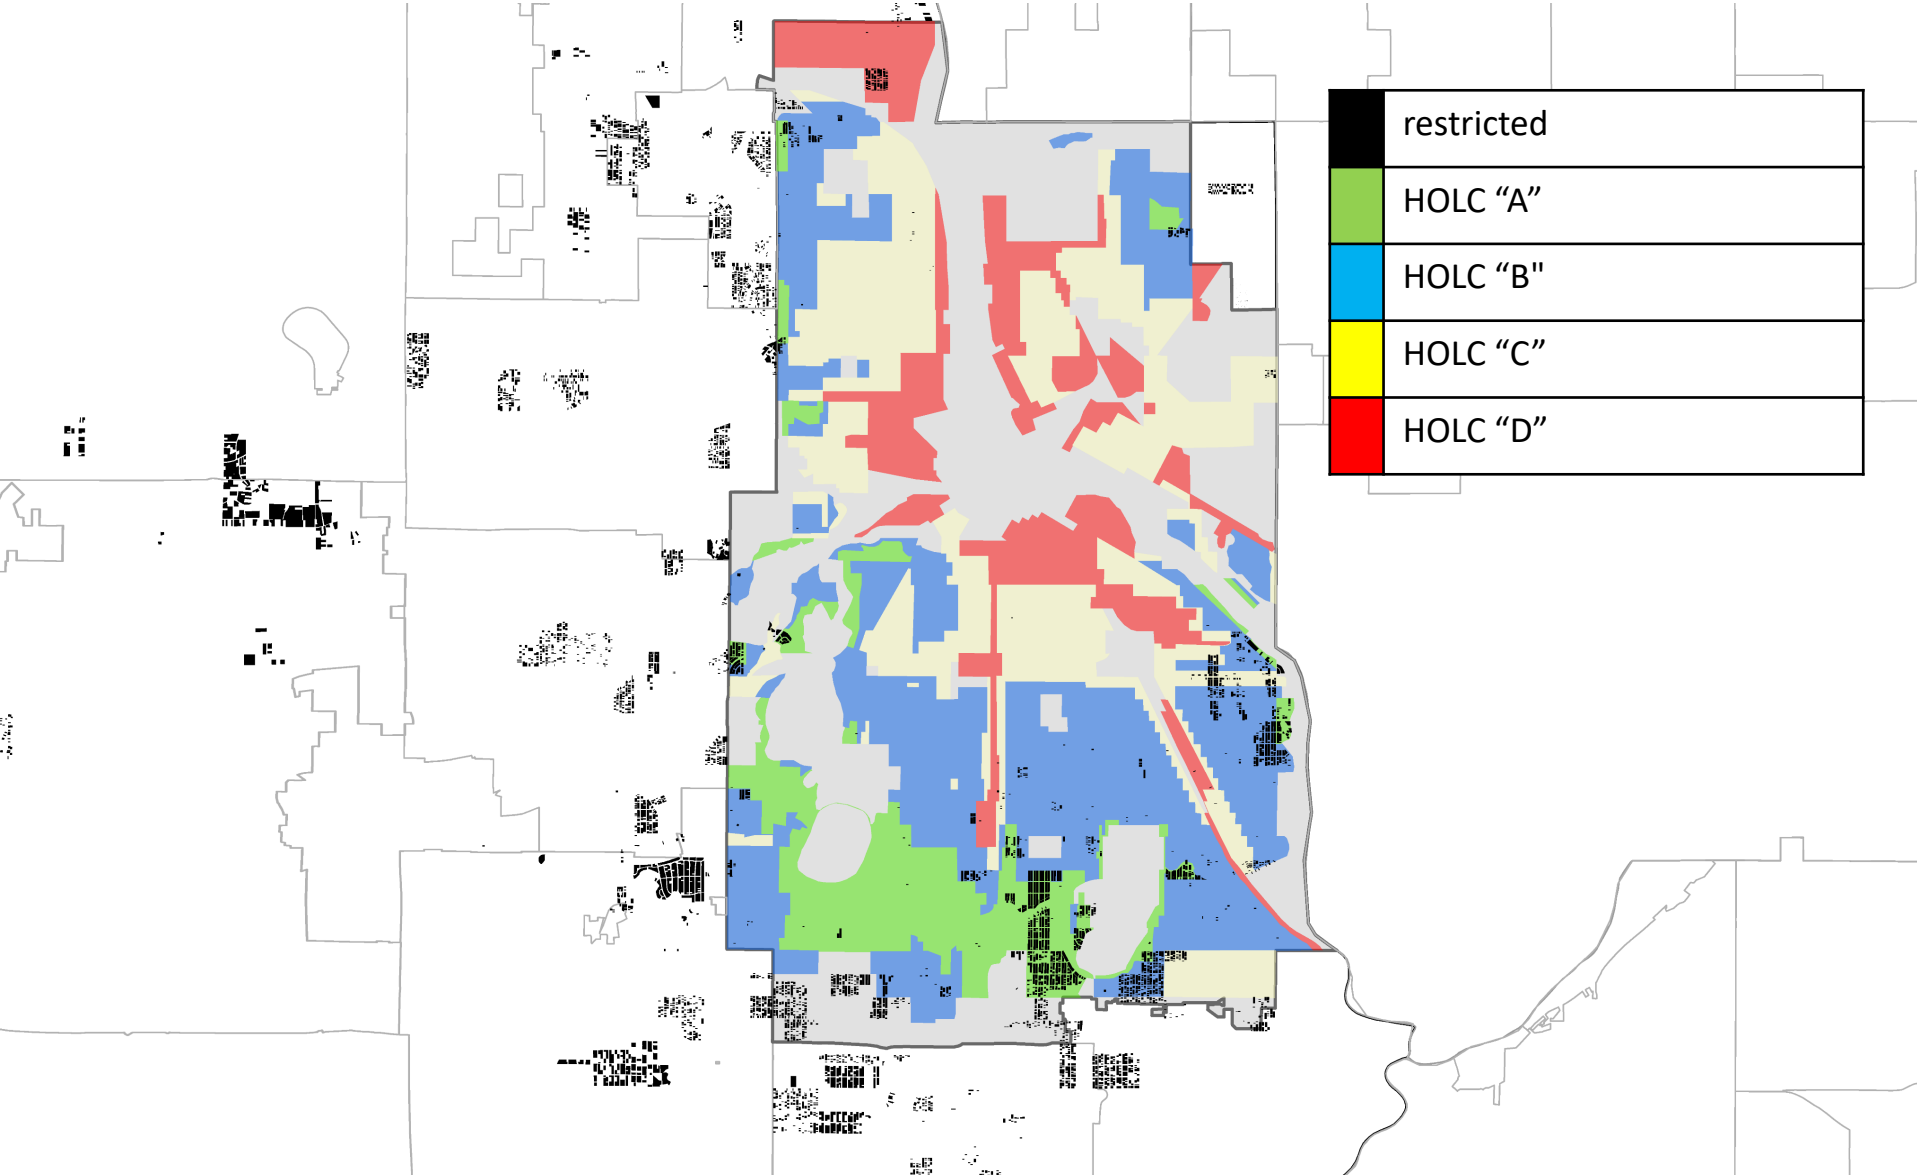 restricted
HOLC “A”
HOLC “B"
HOLC “C”
HOLC “D”